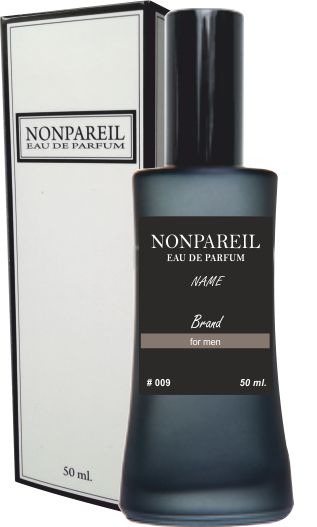 NONPAREIL
EAU DE PARFUM
50 ml.
NONPAREIL
EAU DE PARFUM
NAME
Brand
for men
# 009 50 ml.